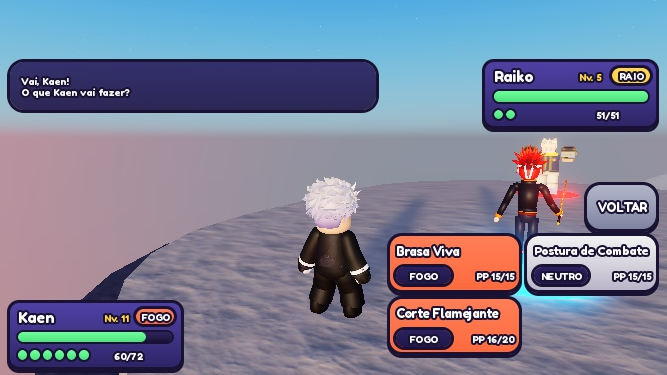 Vai, Kaen!
O que Kaen vai fazer?
Raiko
Nv. 5
RAIO
51/51
VOLTAR
Brasa Viva
FOGO
PP 15/15
Postura de Combate
NEUTRO
PP 15/15
Corte Flamejante
FOGO
PP 16/20
Kaen
Nv. 11
FOGO
60/72